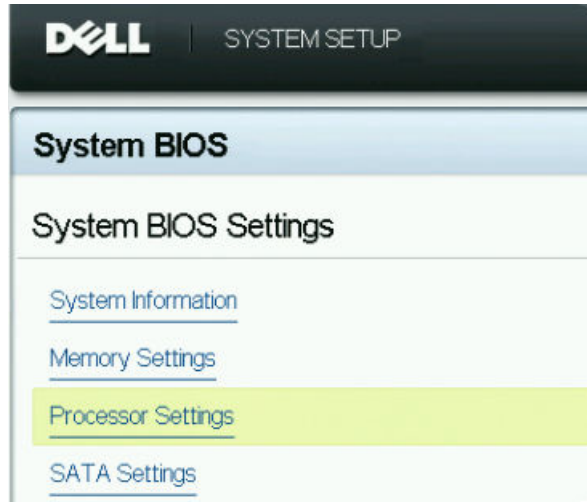 DELL
SYSTEM SETUP
System BIOS
System BIOS Settings
System Information
Memory Settings
Processor Settings
SATA Settings